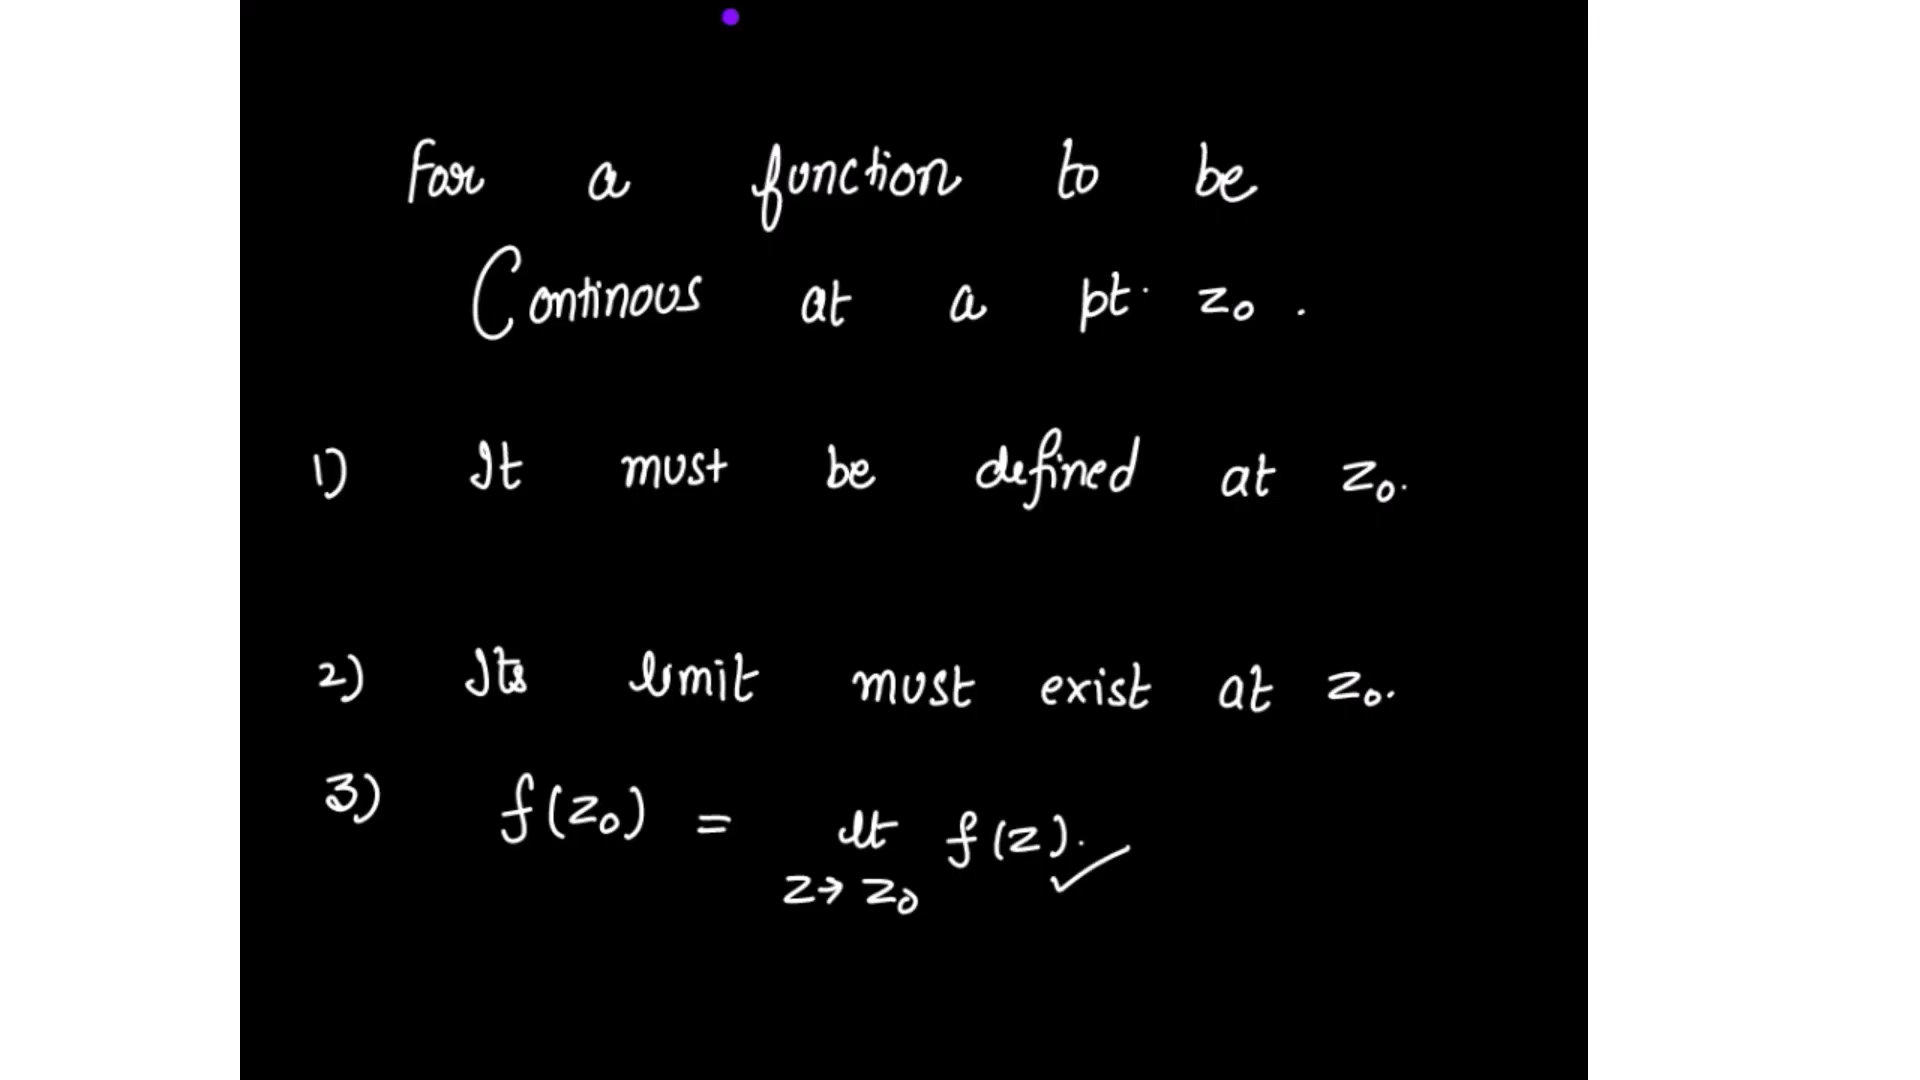 For a function to be
Continous at a pt. z₀.
1) It must be defined at z₀.
2) Its limit must exist at z₀.
3) f(z₀) = lt f(z).
z→z₀